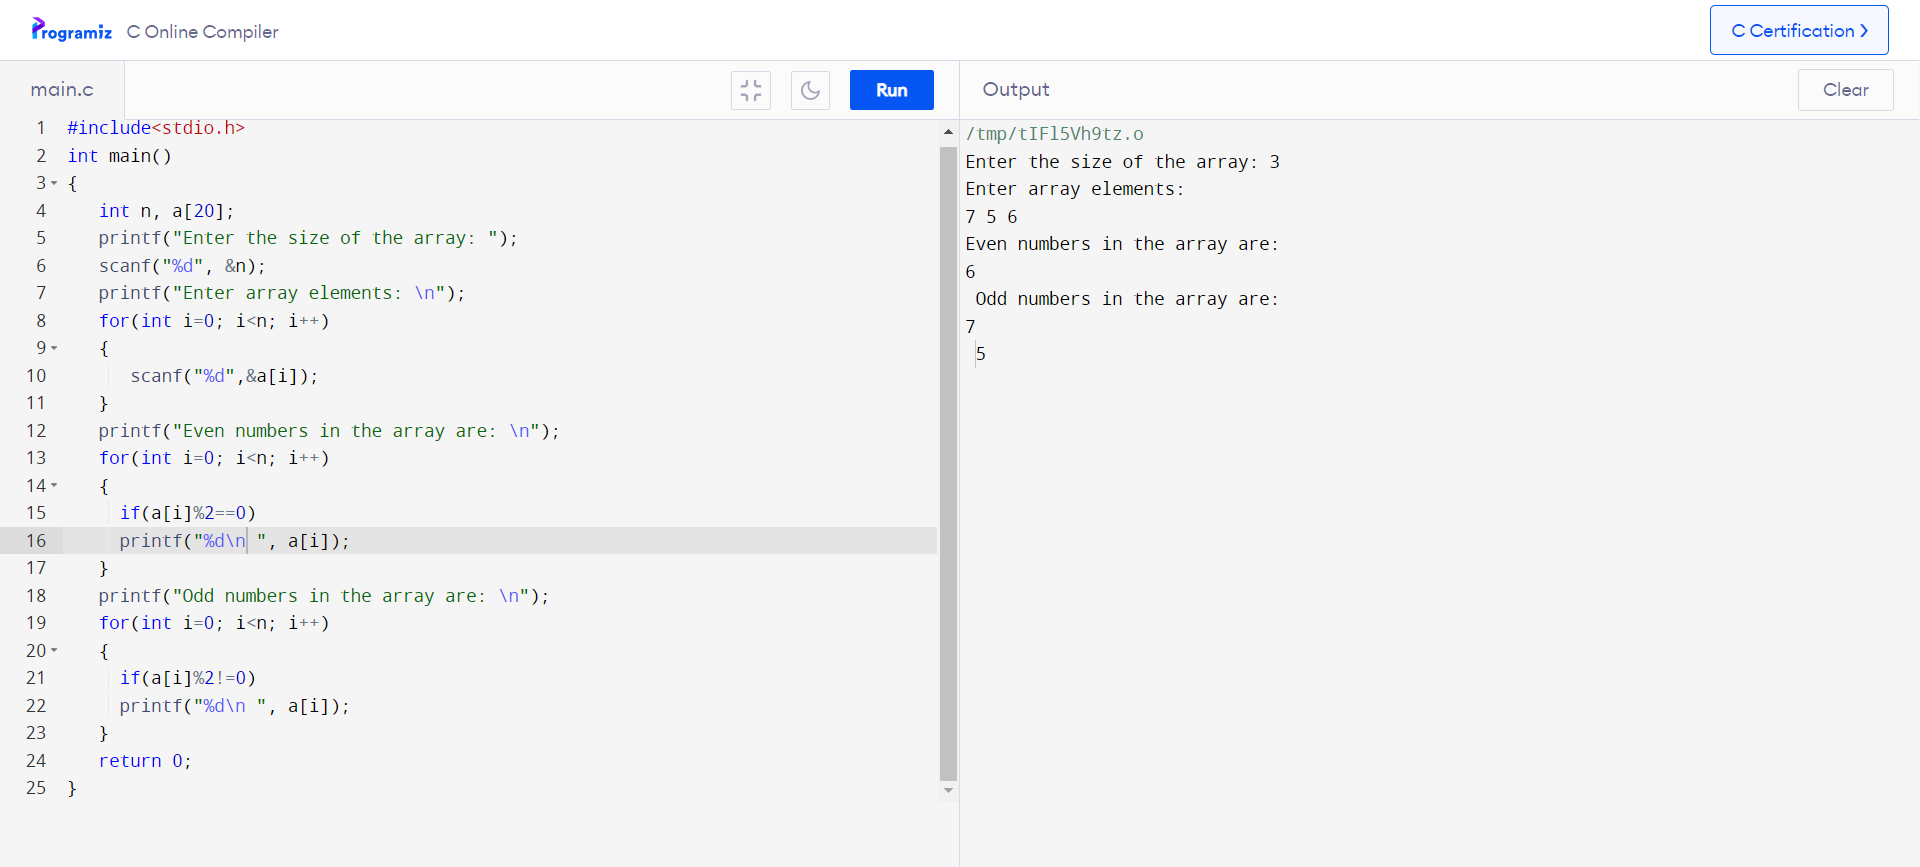 Programiz C Online Compiler
C Certification >
main.c
Run
1 #include<stdio.h>
2 int main()
3 {
4    int n, a[20];
5    printf("Enter the size of the array: ");
6    scanf("%d", &n);
7    printf("Enter array elements: \n");
8    for(int i=0; i<n; i++)
9    {
10       scanf("%d",&a[i]);
11    }
12    printf("Even numbers in the array are: \n");
13    for(int i=0; i<n; i++)
14    {
15      if(a[i]%2==0)
16      printf("%d\n ", a[i]);
17    }
18    printf("Odd numbers in the array are: \n");
19    for(int i=0; i<n; i++)
20    {
21      if(a[i]%2!=0)
22      printf("%d\n ", a[i]);
23    }
24    return 0;
25 }
Output
Clear
/tmp/tIFl5Vh9tz.o
Enter the size of the array: 3
Enter array elements:
7 5 6
Even numbers in the array are:
6
 Odd numbers in the array are:
7
 5